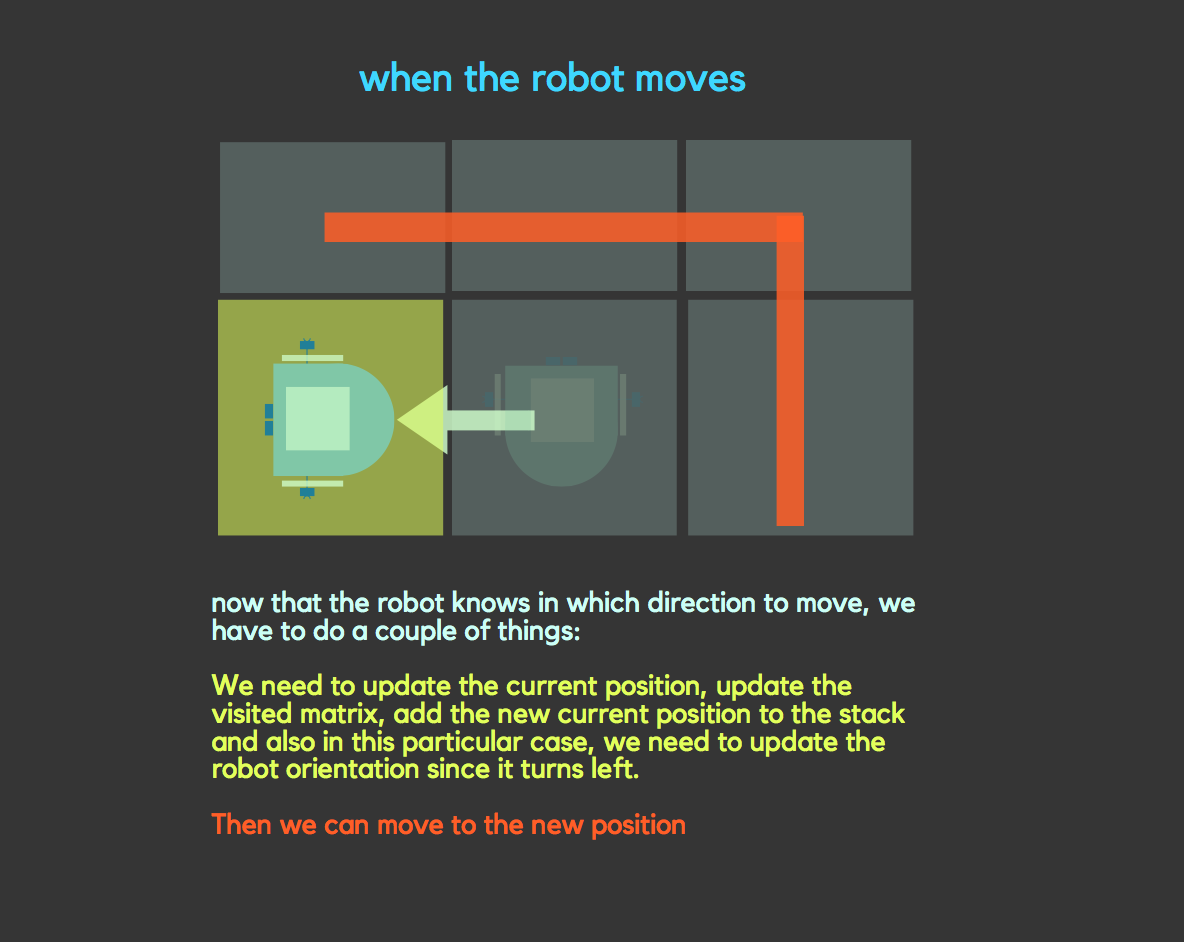 when the robot moves
now that the robot knows in which direction to move, we
have to do a couple of things:
We need to update the current position, update the
visited matrix, add the new current position to the stack
and also in this particular case, we need to update the
robot orientation since it turns left.
Then we can move to the new position